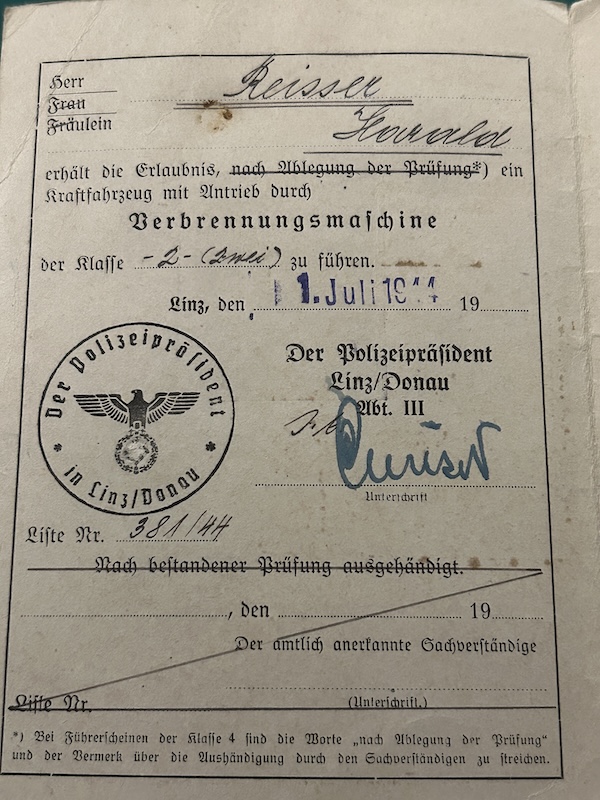 Herr
Frau
Fräulein
Reisser
Harald
erhält die Erlaubnis, nach Ablegung der Prüfung*) ein
Kraftfahrzeug mit Antrieb durch
Verbrennungsmaschine
der Klasse -2- (zwei) zu führen.
Linz, den 1. Juli 1944 19
Der Polizeipräsident
Linz/Donau
Abt. III
Der Polizeipräsident
* in Linz/Donau *
Unterschrift
Liste Nr. 381/44
Nach bestandener Prüfung ausgehändigt.
, den 19
Der amtlich anerkannte Sachverständige
Liste Nr.
(Unterschrift.)
*) Bei Führerscheinen der Klasse 4 sind die Worte „nach Ablegung der Prüfung“
und der Vermerk über die Aushändigung durch den Sachverständigen zu streichen.